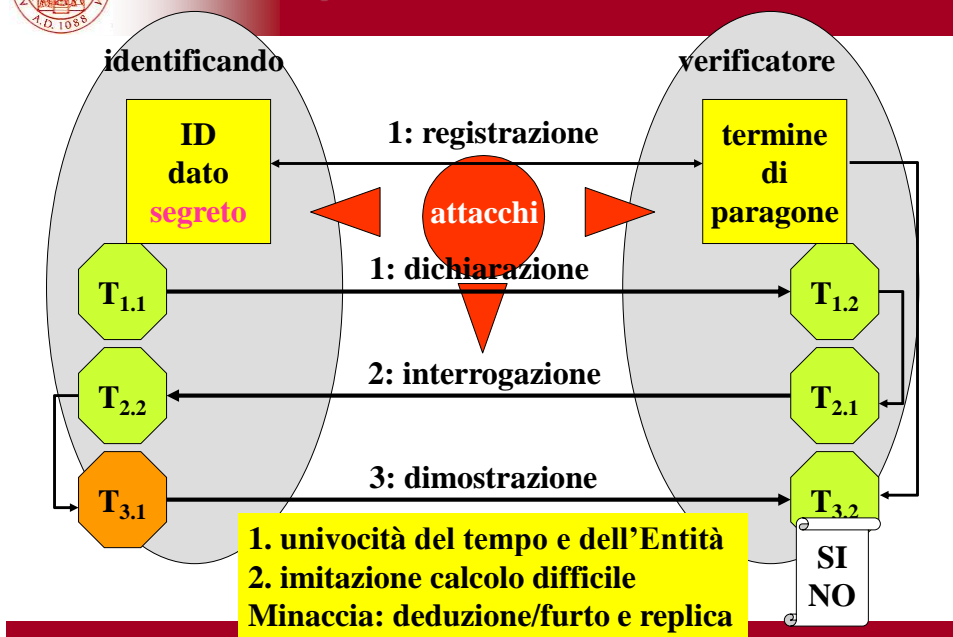 A.D. 1088
identificando
verificatore
ID
dato
segreto
1: registrazione
termine
di
paragone
attacchi
1: dichiarazione
T1.1
T1.2
2: interrogazione
T2.2
T2.1
3: dimostrazione
T3.1
T3.2
1. univocità del tempo e dell'Entità
2. imitazione calcolo difficile
Minaccia: deduzione/furto e replica
SI
NO